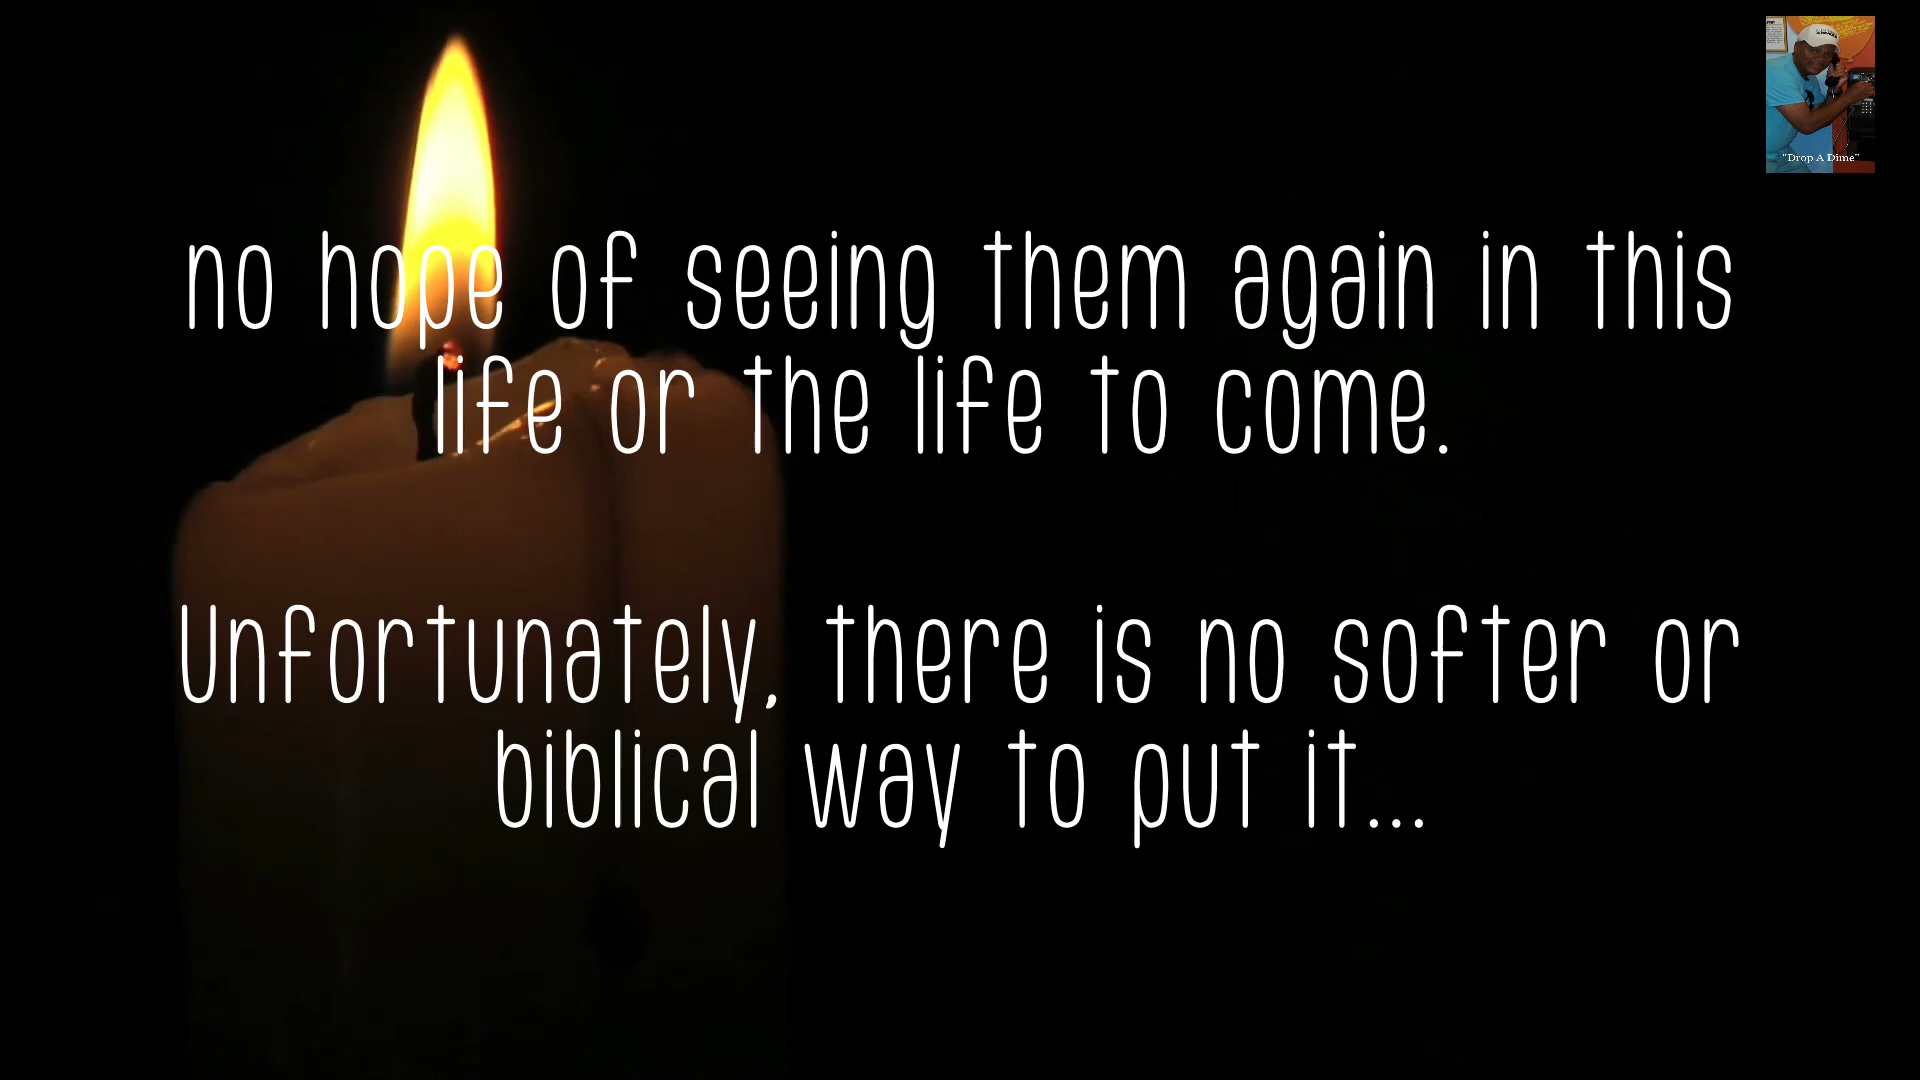 no hope of seeing them again in this
life or the life to come.
Unfortunately, there is no softer or
biblical way to put it...
"Drop A Dime"